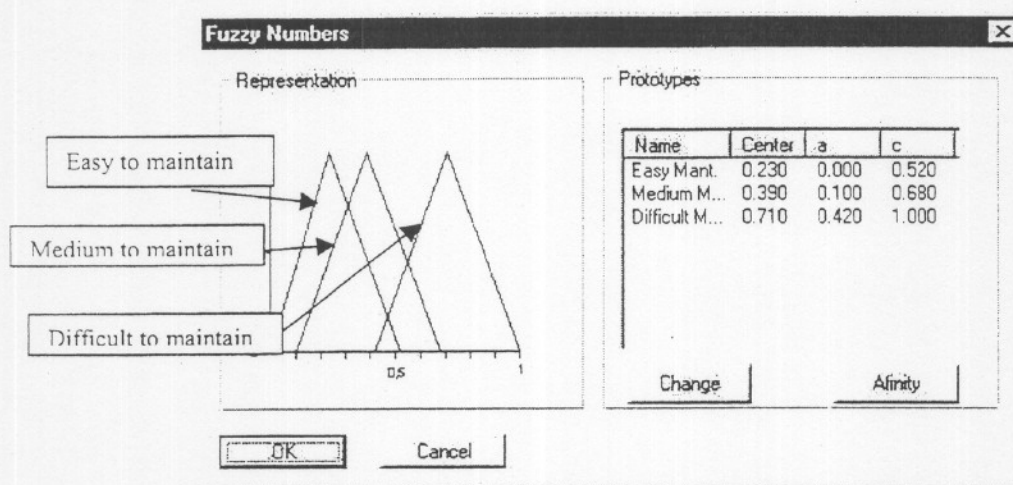 Fuzzy Numbers
Representation
Easy to maintain
Medium to maintain
Difficult to maintain
0,5 1
Prototypes
Name Center a c
Easy Mant. 0.230 0.000 0.520
Medium M... 0.390 0.100 0.680
Difficult M... 0.710 0.420 1.000
Change Afinity
OK Cancel